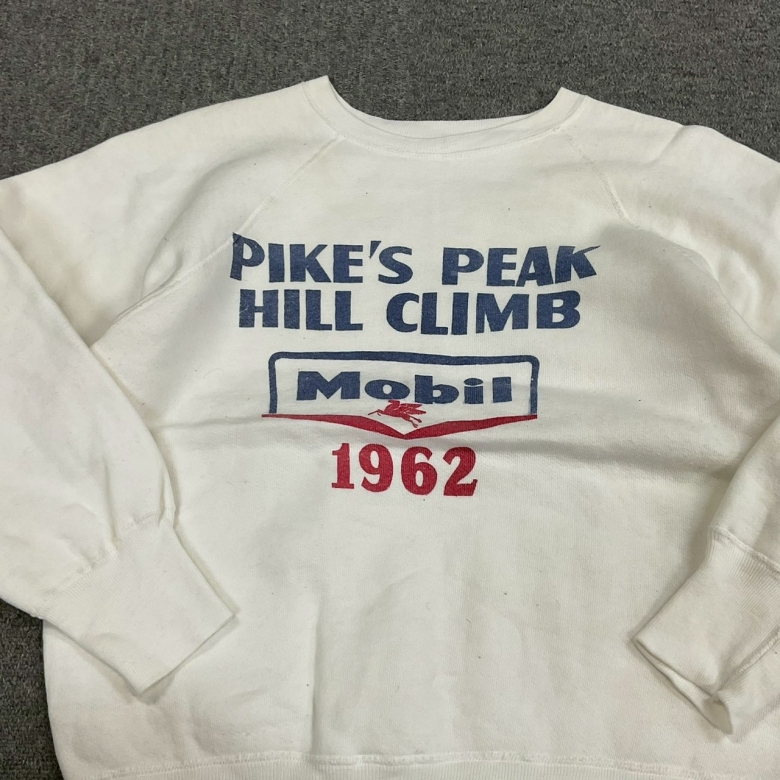 PIKE'S PEAK
HILL CLIMB
Mobil
1962